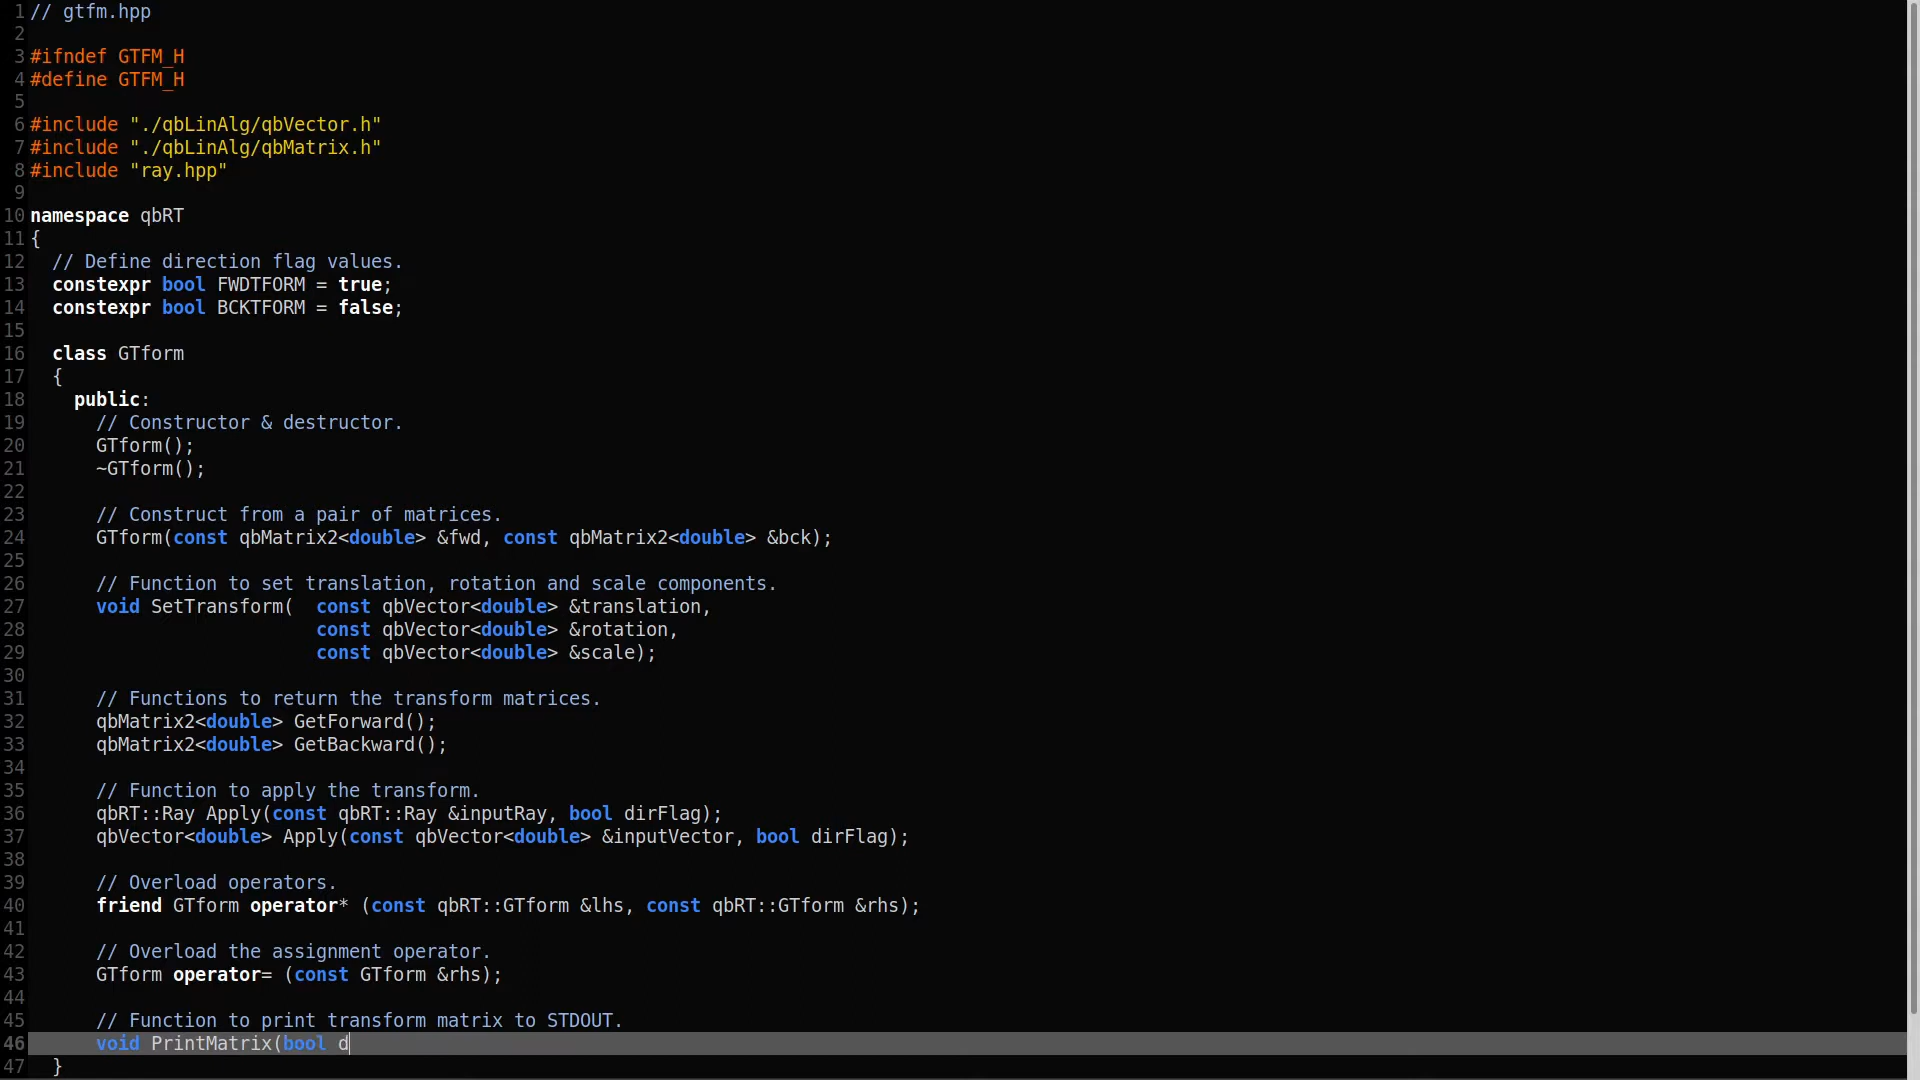 1 // gtfm.hpp
2
3 #ifndef GTFM_H
4 #define GTFM_H
5
6 #include "./qbLinAlg/qbVector.h"
7 #include "./qbLinAlg/qbMatrix.h"
8 #include "ray.hpp"
9
10 namespace qbRT
11 {
12   // Define direction flag values.
13   constexpr bool FWDTFORM = true;
14   constexpr bool BCKTFORM = false;
15
16   class GTform
17   {
18     public:
19       // Constructor & destructor.
20       GTform();
21       ~GTform();
22
23       // Construct from a pair of matrices.
24       GTform(const qbMatrix2<double> &fwd, const qbMatrix2<double> &bck);
25
26       // Function to set translation, rotation and scale components.
27       void SetTransform(  const qbVector<double> &translation,
28                           const qbVector<double> &rotation,
29                           const qbVector<double> &scale);
30
31       // Functions to return the transform matrices.
32       qbMatrix2<double> GetForward();
33       qbMatrix2<double> GetBackward();
34
35       // Function to apply the transform.
36       qbRT::Ray Apply(const qbRT::Ray &inputRay, bool dirFlag);
37       qbVector<double> Apply(const qbVector<double> &inputVector, bool dirFlag);
38
39       // Overload operators.
40       friend GTform operator* (const qbRT::GTform &lhs, const qbRT::GTform &rhs);
41
42       // Overload the assignment operator.
43       GTform operator= (const GTform &rhs);
44
45       // Function to print transform matrix to STDOUT.
46       void PrintMatrix(bool d
47   }